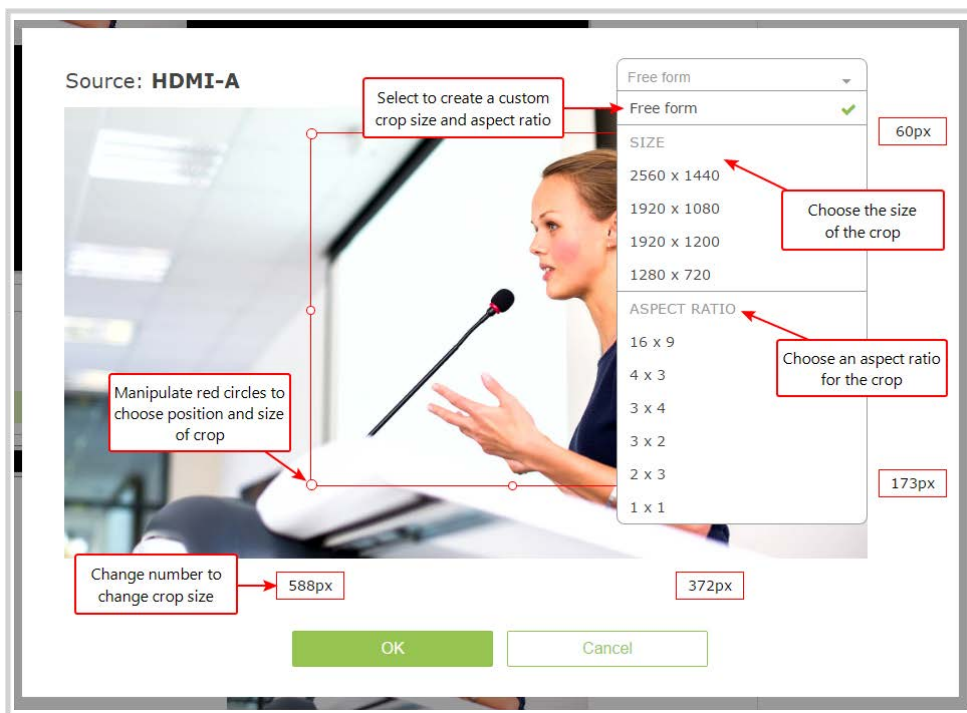 Source: HDMI-A
Free form
Select to create a custom
crop size and aspect ratio
Free form
60px
SIZE
2560 x 1440
1920 x 1080
Choose the size
of the crop
1920 x 1200
1280 x 720
ASPECT RATIO
16 x 9
Choose an aspect ratio
for the crop
4 x 3
Manipulate red circles to
choose position and size
of crop
3 x 4
3 x 2
2 x 3
173px
1 x 1
Change number to
change crop size
588px
372px
OK
Cancel